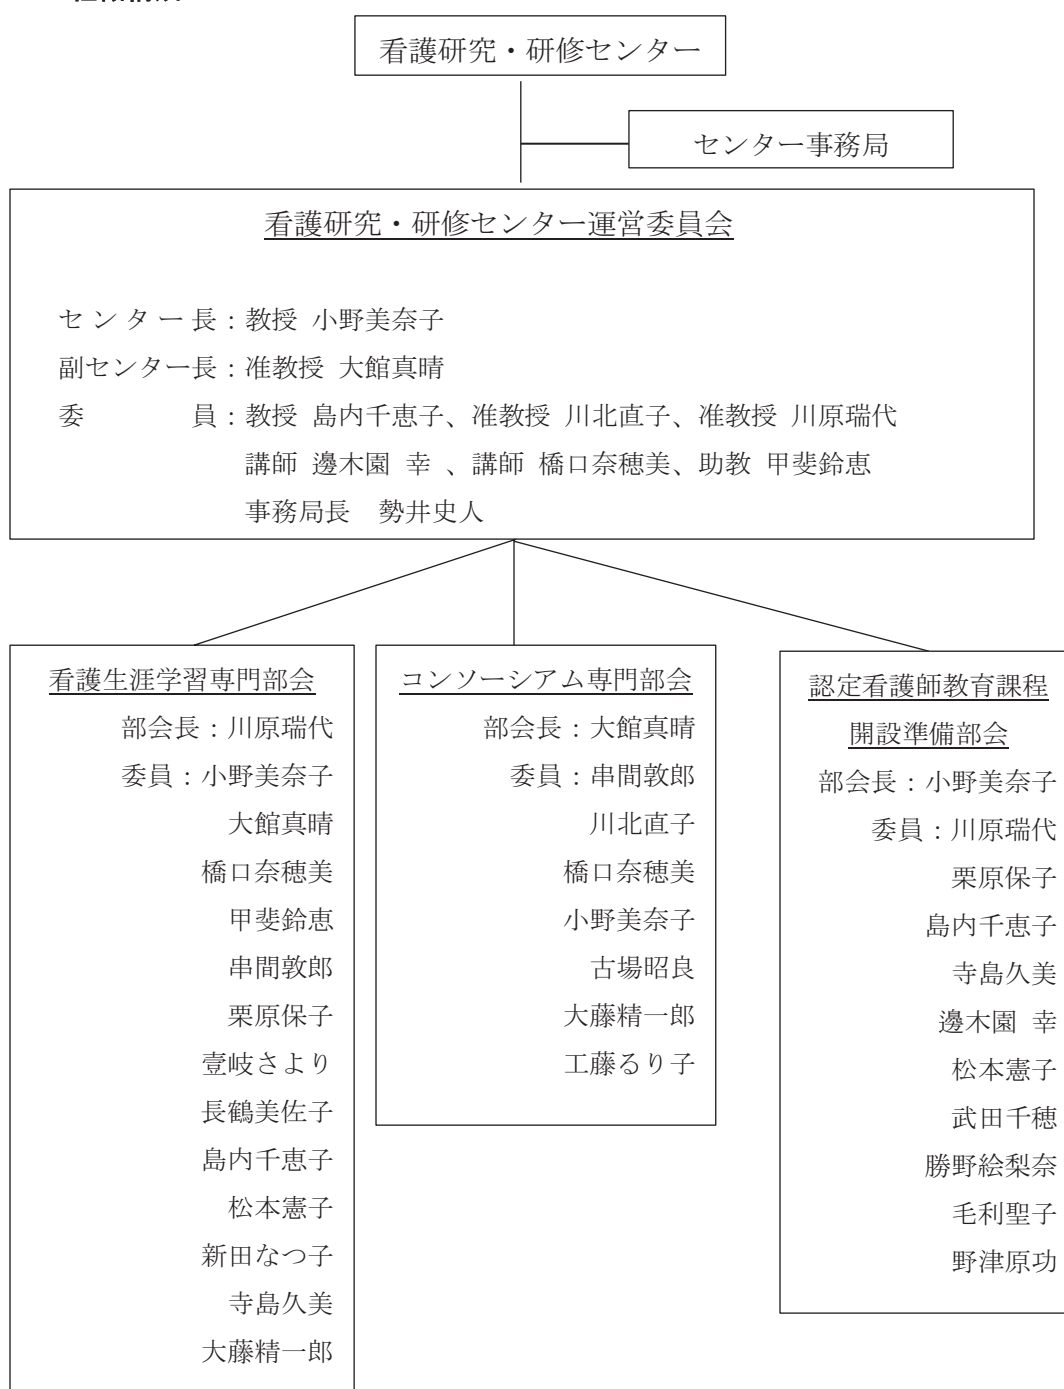 看護研究・研修センター
センター事務局
看護研究・研修センター運営委員会
センター長：教授 小野美奈子
副センター長：准教授 大館真晴
委員：教授 島内千恵子、准教授 川北直子、准教授 川原瑞代
講師 邊木園 幸 、講師 橋口奈穂美、助教 甲斐鈴恵
事務局長　勢井史人
看護生涯学習専門部会
部会長：川原瑞代
委員：小野美奈子
大館真晴
橋口奈穂美
甲斐鈴恵
串間敦郎
栗原保子
壹岐さより
長鶴美佐子
島内千恵子
松本憲子
新田なつ子
寺島久美
大藤精一郎
コンソーシアム専門部会
部会長：大館真晴
委員：串間敦郎
川北直子
橋口奈穂美
小野美奈子
古場昭良
大藤精一郎
工藤るり子
認定看護師教育課程
開設準備部会
部会長：小野美奈子
委員：川原瑞代
栗原保子
島内千恵子
寺島久美
邊木園 幸
松本憲子
武田千穂
勝野絵梨奈
毛利聖子
野津原功